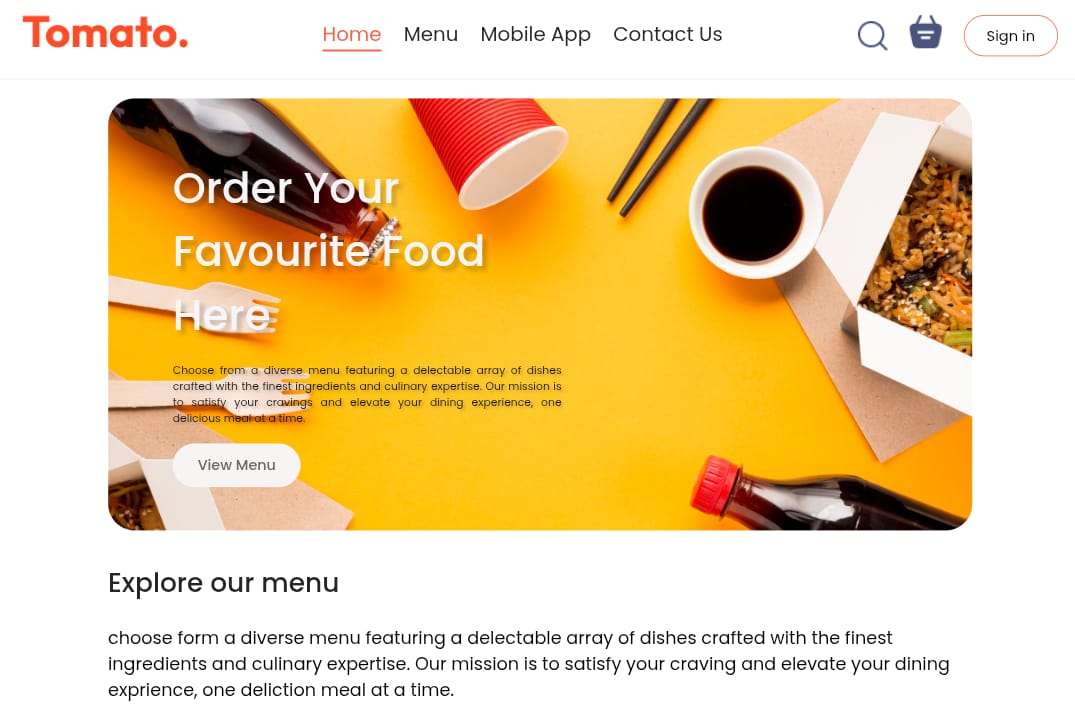 Tomato.
Home Menu Mobile App Contact Us
Sign in
Order Your
Favourite Food
Here
Choose from a diverse menu featuring a delectable array of dishes
crafted with the finest ingredients and culinary expertise. Our mission is
to satisfy your cravings and elevate your dining experience, one
delicious meal at a time.
View Menu
Explore our menu
choose form a diverse menu featuring a delectable array of dishes crafted with the finest
ingredients and culinary expertise. Our mission is to satisfy your craving and elevate your dining
exprience, one deliction meal at a time.